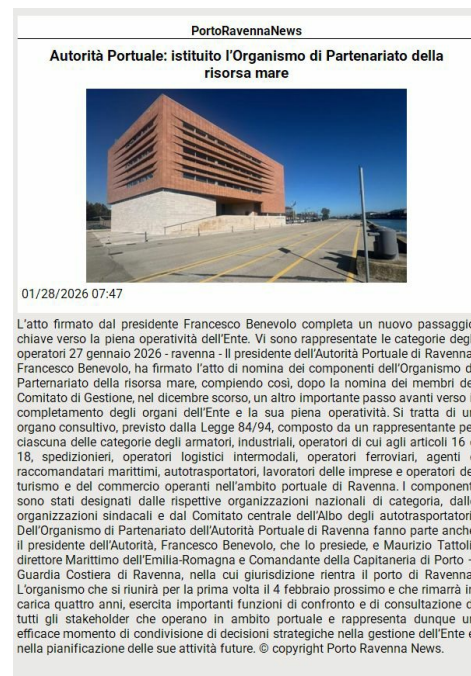 PortoRavennaNews
Autorità Portuale: istituito l'Organismo di Partenariato della
risorsa mare
01/28/2026 07:47
L'atto firmato dal presidente Francesco Benevolo completa un nuovo passaggio
chiave verso la piena operatività dell'Ente. Vi sono rappresentate le categorie degli
operatori 27 gennaio 2026 - ravenna - Il presidente dell'Autorità Portuale di Ravenna
Francesco Benevolo, ha firmato l'atto di nomina dei componenti dell'Organismo di
Parternariato della risorsa mare, compiendo così, dopo la nomina dei membri del
Comitato di Gestione, nel dicembre scorso, un altro importante passo avanti verso il
completamento degli organi dell'Ente e la sua piena operatività. Si tratta di un
organo consultivo, previsto dalla Legge 84/94, composto da un rappresentante per
ciascuna delle categorie degli armatori, industriali, operatori di cui agli articoli 16 e
18, spedizionieri, operatori logistici intermodali, operatori ferroviari, agenti e
raccomandatari marittimi, autotrasportatori, lavoratori delle imprese e operatori del
turismo e del commercio operanti nell'ambito portuale di Ravenna. I componenti
sono stati designati dalle rispettive organizzazioni nazionali di categoria, dalle
organizzazioni sindacali e dal Comitato centrale dell'Albo degli autotrasportatori.
Dell'Organismo di Partenariato dell'Autorità Portuale di Ravenna fanno parte anche
il presidente dell'Autorità, Francesco Benevolo, che lo presiede, e Maurizio Tattoli,
direttore Marittimo dell'Emilia-Romagna e Comandante della Capitaneria di Porto -
Guardia Costiera di Ravenna, nella cui giurisdizione rientra il porto di Ravenna.
L'organismo che si riunirà per la prima volta il 4 febbraio prossimo e che rimarrà in
carica quattro anni, esercita importanti funzioni di confronto e di consultazione di
tutti gli stakeholder che operano in ambito portuale e rappresenta dunque un
efficace momento di condivisione di decisioni strategiche nella gestione dell'Ente e
nella pianificazione delle sue attività future. © copyright Porto Ravenna News.